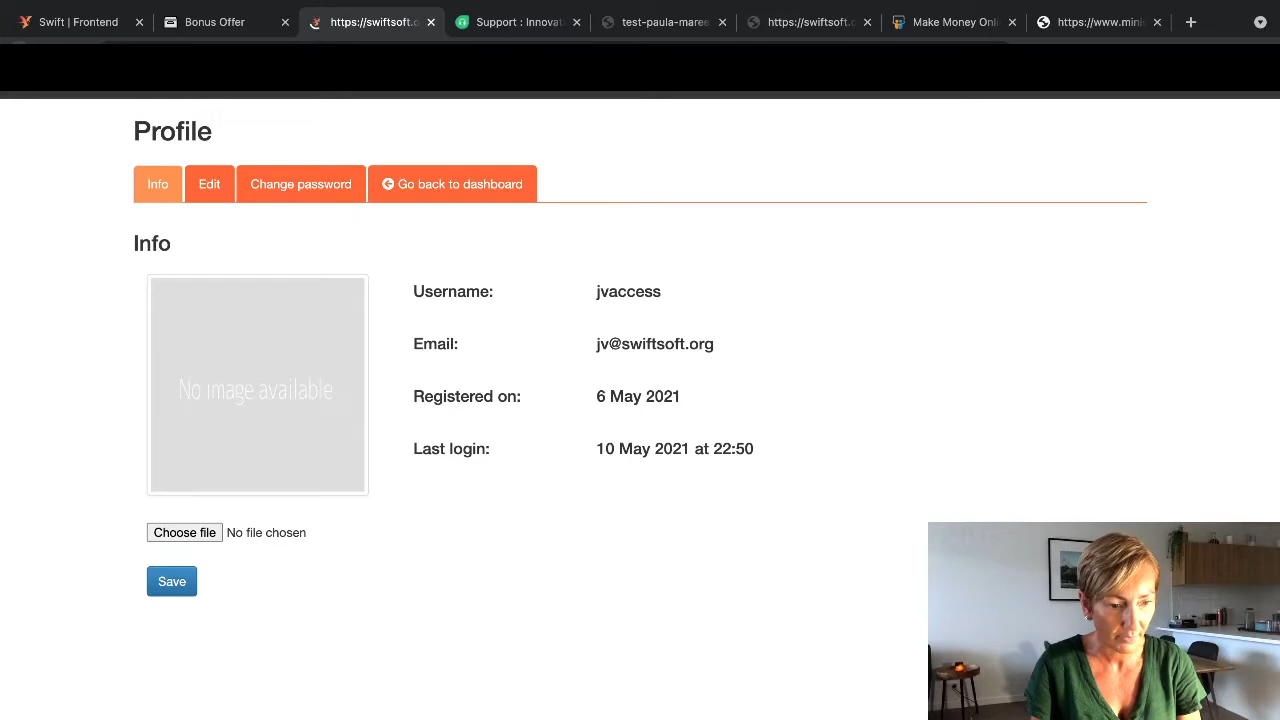 Swift | Frontend
Bonus Offer
https://swiftsoft.o
Support : Innovat
test-paula-maree
https://swiftsoft.o
Make Money Onli
https://www.mini
Profile
Info
Edit
Change password
Go back to dashboard
Info
No image available
Username: jvaccess
Email: jv@swiftsoft.org
Registered on: 6 May 2021
Last login: 10 May 2021 at 22:50
Choose file No file chosen
Save